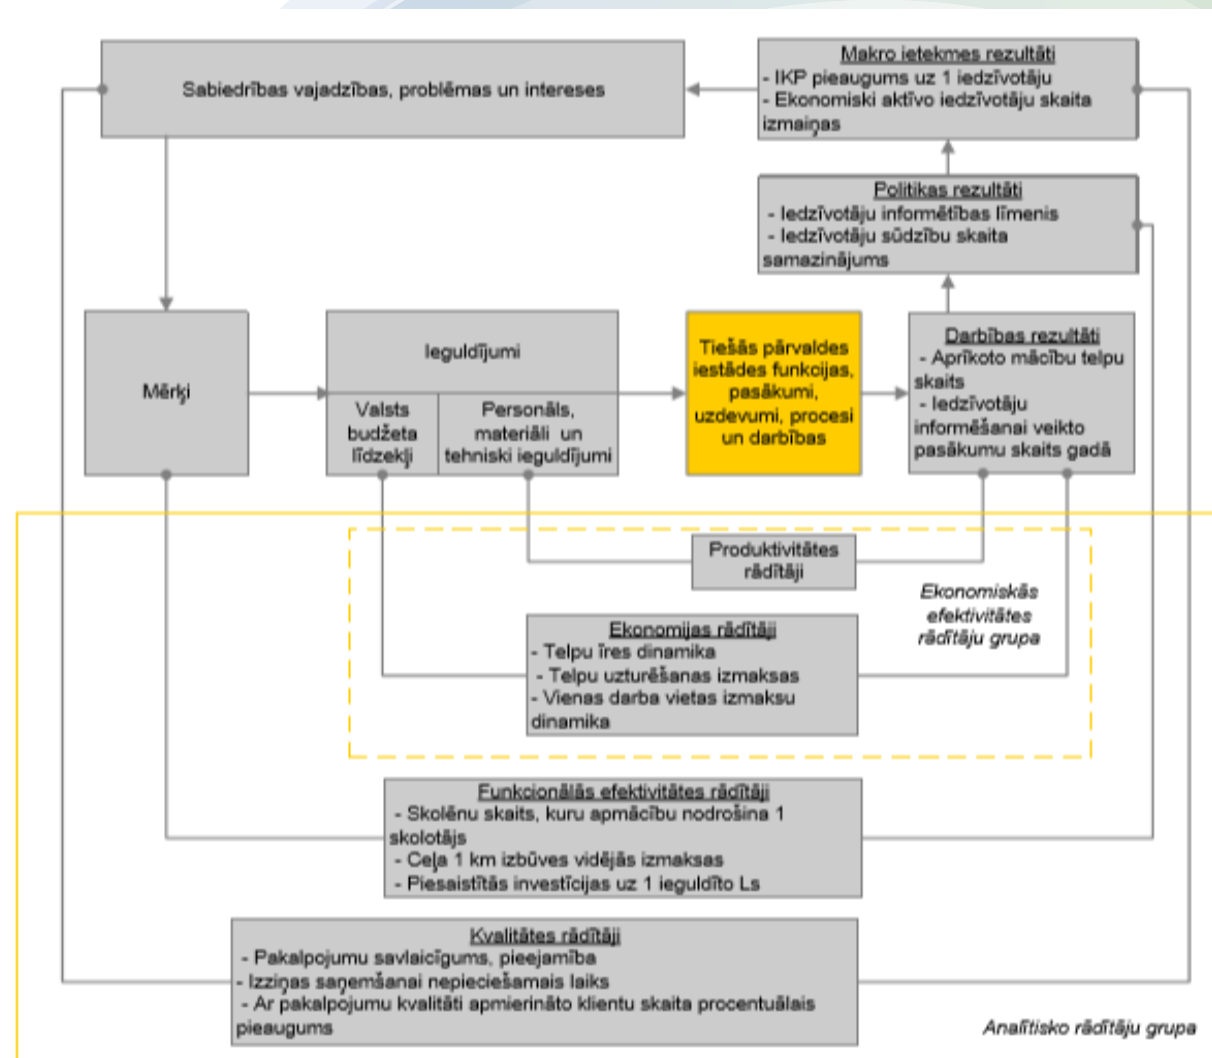 Sabiedrības vajadzības, problēmas un intereses
Makro ietekmes rezultāti
- IKP pieaugums uz 1 iedzīvotāju
- Ekonomiski aktīvo iedzīvotāju skaita
izmaiņas
Politikas rezultāti
- Iedzīvotāju informētības līmenis
- Iedzīvotāju sūdzību skaita
samazinājums
Mērķi
Ieguldījumi
Valsts
budžeta
līdzekļi
Personāls,
materiāli un
tehniski ieguldījumi
Tiešās pārvaldes
iestādes funkcijas,
pasākumi,
uzdevumi, procesi
un darbības
Darbības rezultāti
- Aprīkoto mācību telpu
skaits
- Iedzīvotāju
informēšanai veikto
pasākumu skaits gadā
Produktivitātes
rādītāji
Ekonomiskās
efektivitātes
rādītāju grupa
Ekonomijas rādītāji
- Telpu īres dinamika
- Telpu uzturēšanas izmaksas
- Vienas darba vietas izmaksu
dinamika
Funkcionālās efektivitātes rādītāji
- Skolēnu skaits, kuru apmācību nodrošina 1
skolotājs
- Ceļa 1 km izbūves vidējās izmaksas
- Piesaistītās investīcijas uz 1 ieguldīto Ls
Kvalitātes rādītāji
- Pakalpojumu savlaicīgums, pieejamība
- Izziņas saņemšanai nepieciešamais laiks
- Ar pakalpojumu kvalitāti apmierināto klientu skaita procentuālais
pieaugums
Analītisko rādītāju grupa